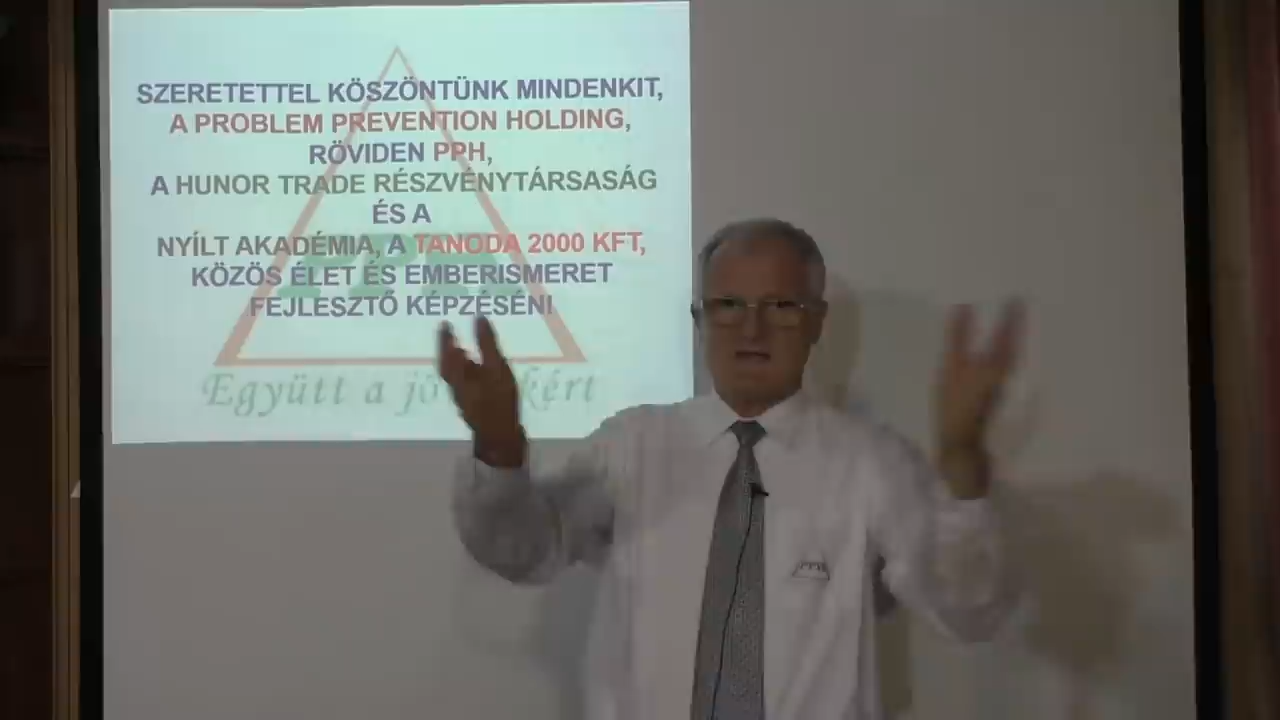 SZERETETTEL KÖSZÖNTÜNK MINDENKIT,
A PROBLEM PREVENTION HOLDING,
RÖVIDEN PPH,
A HUNOR TRADE RÉSZVÉNYTÁRSASÁG
ÉS A
NYÍLT AKADÉMIA, A TANODA 2000 KFT,
KÖZÖS ÉLET ÉS EMBERISMERET
FEJLESZTŐ KÉPZÉSÉN!
Együtt a